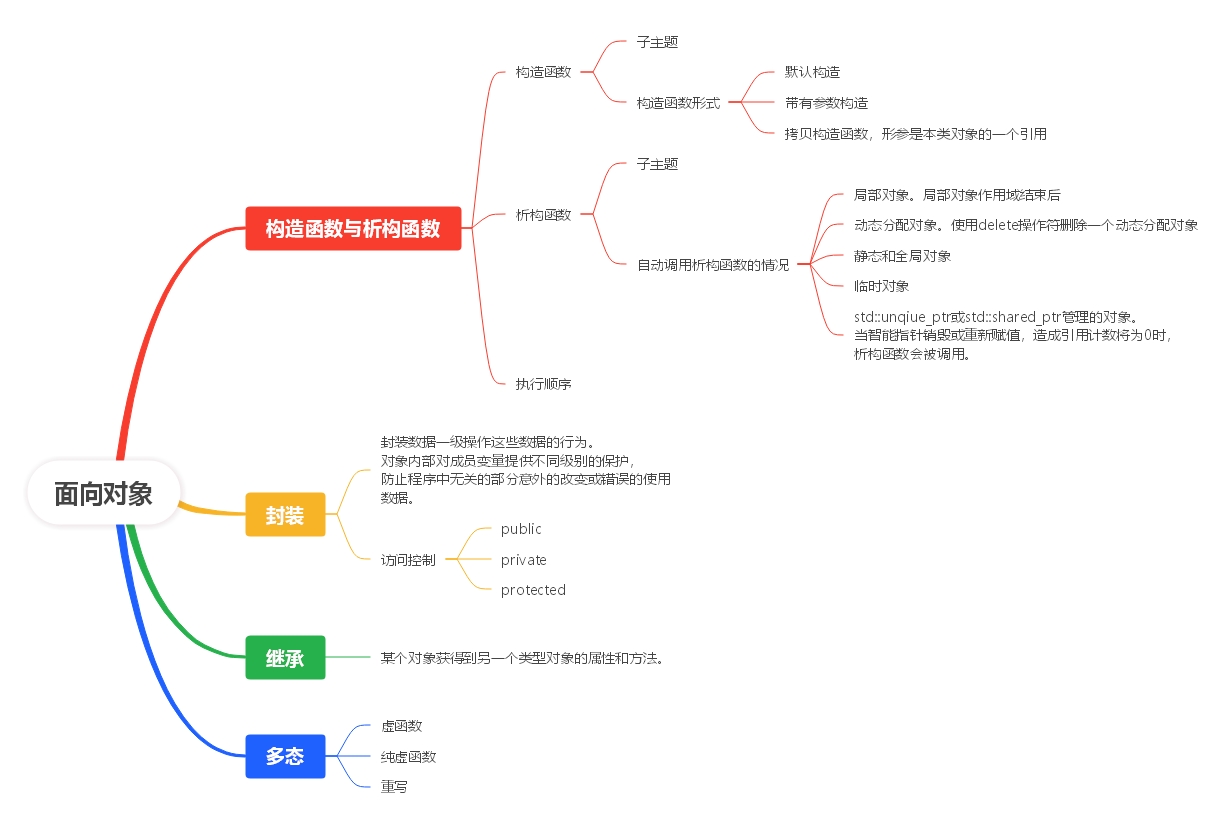 面向对象
构造函数与析构函数
构造函数
子主题
构造函数形式
默认构造
带有参数构造
拷贝构造函数，形参是本类对象的一个引用
析构函数
子主题
自动调用析构函数的情况
局部对象。局部对象作用域结束后
动态分配对象。使用delete操作符删除一个动态分配对象
静态和全局对象
临时对象
std::unqiue_ptr或std::shared_ptr管理的对象。
当智能指针销毁或重新赋值，造成引用计数将为0时，
析构函数会被调用。
执行顺序
封装
封装数据一级操作这些数据的行为。
对象内部对成员变量提供不同级别的保护，
防止程序中无关的部分意外的改变或错误的使用
数据。
访问控制
public
private
protected
继承
某个对象获得到另一个类型对象的属性和方法。
多态
虚函数
纯虚函数
重写